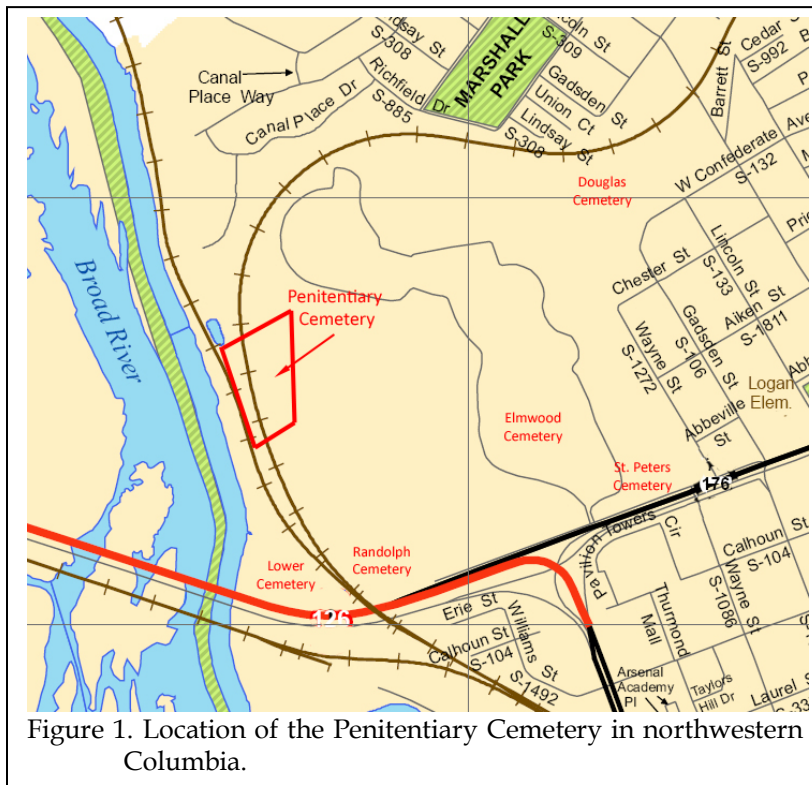 Lindsay St
S-308
Lincoln St
S-309
Cedar St
S-992
Barrett St
Canal
Place Way
Canal Place Dr
Richfield Dr
S-885
MARSHALL
PARK
Gadsden St
Union Ct
Lindsay St
S-308
W Confederate Ave
S-132
Douglas
Cemetery
Broad River
Penitentiary
Cemetery
Chester St
Lincoln St
S-133
Aiken St
S-1811
Gadsden St
S-106
Wayne St
S-1272
Logan
Elem.
Abbeville
St
Elmwood
Cemetery
St. Peters
Cemetery
176
Lower
Cemetery
Randolph
Cemetery
126
Pavilion Towers Cir
Calhoun St
S-104
Wayne St
S-1086
Erie St
Williams St
S-1492
Calhoun St
S-104
Thurmond
Mall
Arsenal
Academy
Pl
Taylors
Hill Dr
Laurel S
S-33
Figure 1. Location of the Penitentiary Cemetery in northwestern
Columbia.